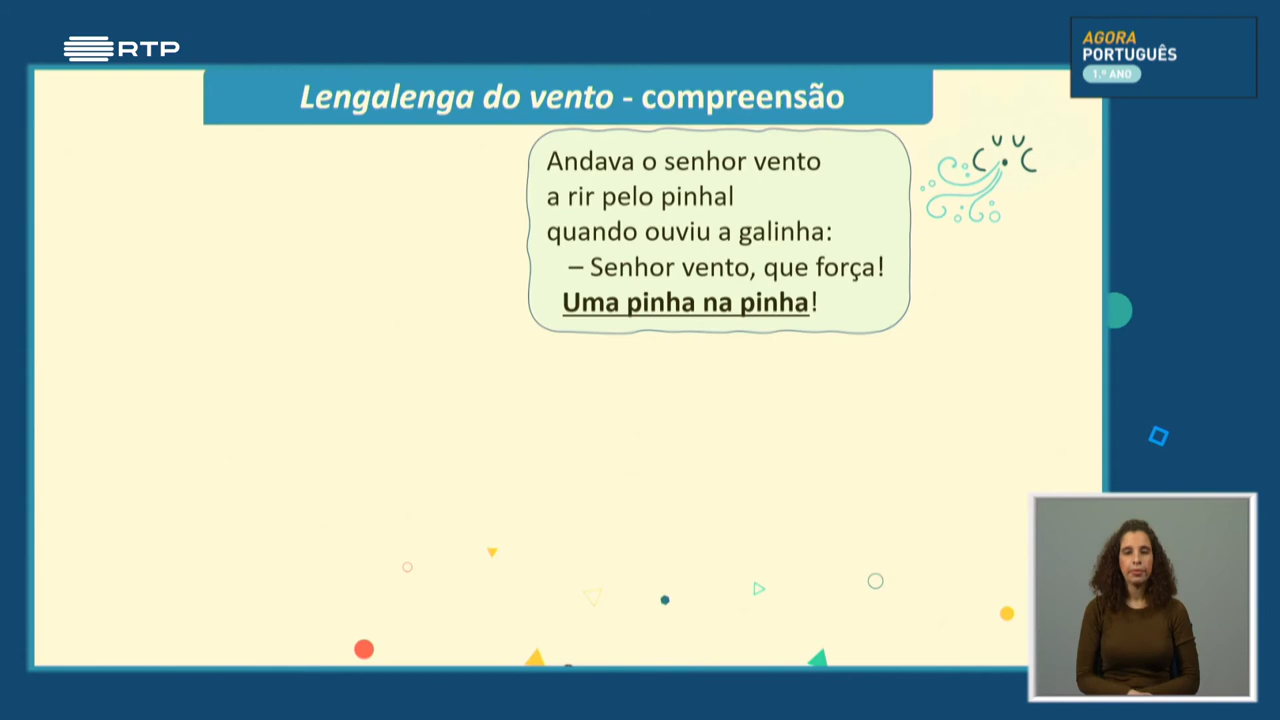 RTP
AGORA
PORTUGUÊS
1.º ANO
Lengalenga do vento - compreensão
Andava o senhor vento
a rir pelo pinhal
quando ouviu a galinha:
– Senhor vento, que força!
Uma pinha na pinha!